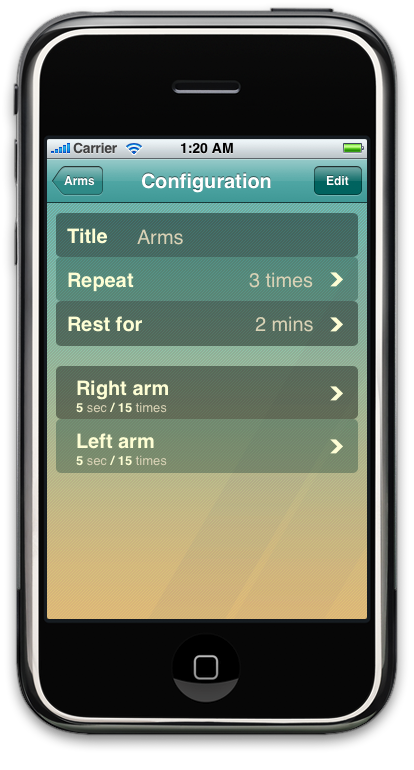 Carrier 1:20 AM
Arms Configuration Edit
Title Arms
Repeat 3 times
Rest for 2 mins
Right arm
5 sec / 15 times
Left arm
5 sec / 15 times